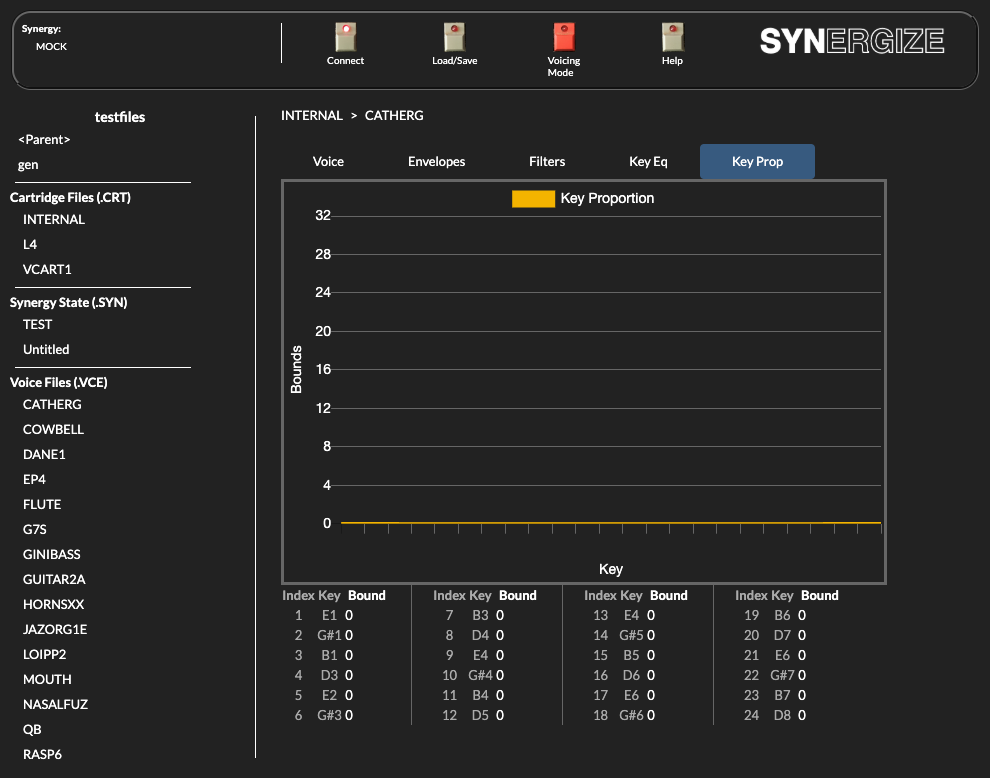 Synergy:
MOCK
Connect
Load/Save
Voicing
Mode
Help
SYNERGIZE
testfiles
<Parent>
gen
Cartridge Files (.CRT)
INTERNAL
L4
VCART1
Synergy State (.SYN)
TEST
Untitled
Voice Files (.VCE)
CATHERG
COWBELL
DANE1
EP4
FLUTE
G7S
GINIBASS
GUITAR2A
HORNSXX
JAZORG1E
LOIPP2
MOUTH
NASALFUZ
QB
RASP6
INTERNAL > CATHERG
Voice Envelopes Filters Key Eq Key Prop
Key Proportion
32
28
24
20
16
12
8
4
0
Bounds
Key
Index Key Bound
1 E1 0
2 G#1 0
3 B1 0
4 D3 0
5 E2 0
6 G#3 0
Index Key Bound
7 B3 0
8 D4 0
9 E4 0
10 G#4 0
11 B4 0
12 D5 0
Index Key Bound
13 E4 0
14 G#5 0
15 B5 0
16 D6 0
17 E6 0
18 G#6 0
Index Key Bound
19 B6 0
20 D7 0
21 E6 0
22 G#7 0
23 B7 0
24 D8 0